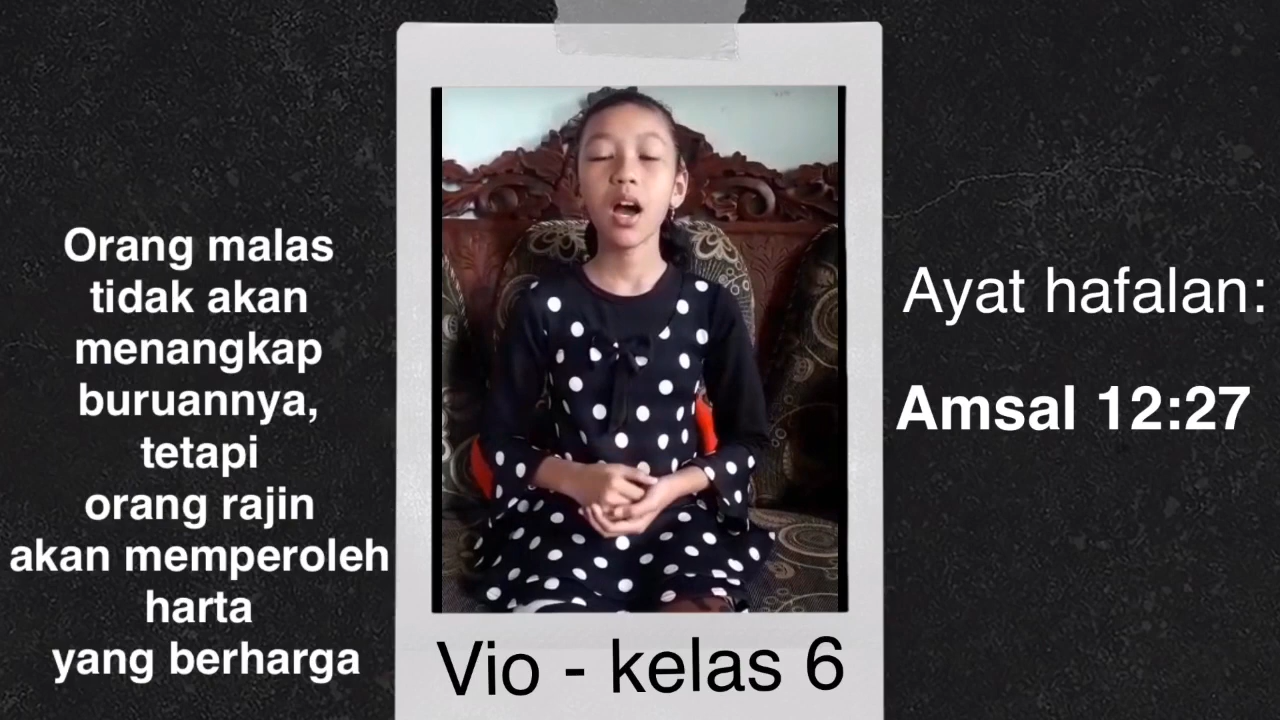 Orang malas
tidak akan
menangkap
buruannya,
tetapi
orang rajin
akan memperoleh
harta
yang berharga
Vio - kelas 6
Ayat hafalan:
Amsal 12:27